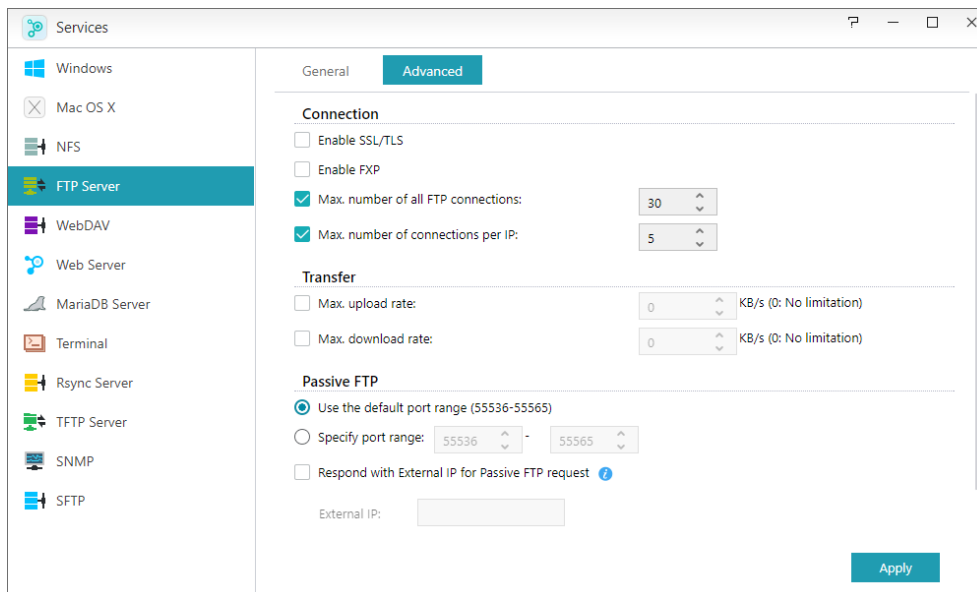 Services
Windows
Mac OS X
NFS
FTP Server
WebDAV
Web Server
MariaDB Server
Terminal
Rsync Server
TFTP Server
SNMP
SFTP
General Advanced
Connection
Enable SSL/TLS
Enable FXP
Max. number of all FTP connections: 30
Max. number of connections per IP: 5
Transfer
Max. upload rate: 0 KB/s (0: No limitation)
Max. download rate: 0 KB/s (0: No limitation)
Passive FTP
Use the default port range (55536-55565)
Specify port range: 55536 - 55565
Respond with External IP for Passive FTP request
External IP:
Apply